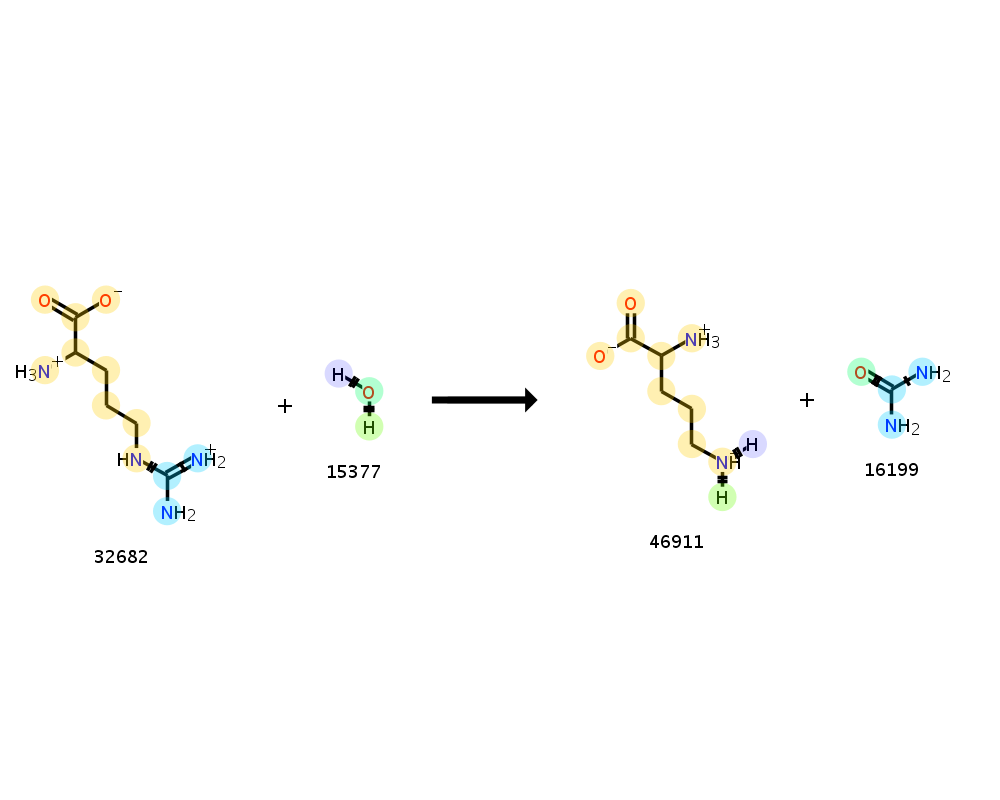 O O⁻
H₃N⁺
HN NH₂⁺
NH₂
32682
+
H O
H
15377
O
O⁻ NH₃⁺
NH⁺ H
H
46911
+
O NH₂
NH₂
16199